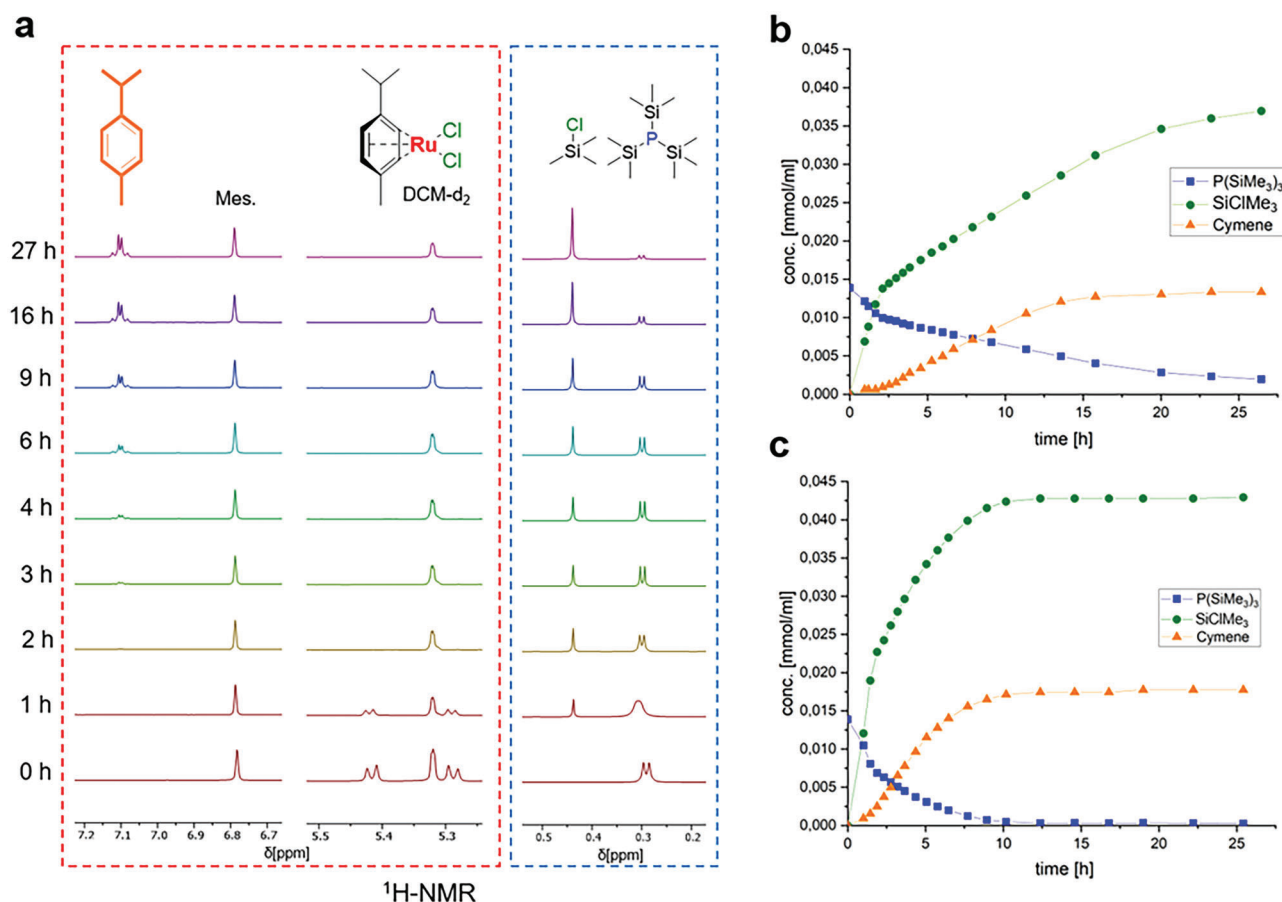 a
Cl
Ru
Cl
DCM-d₂
Mes.
Cl
Si
Si
P
Si
Si
27 h
16 h
9 h
6 h
4 h
3 h
2 h
1 h
0 h
7.2 7.1 7.0 6.9 6.8 6.7
δ[ppm]
5.5 5.4 5.3
0.5 0.4 0.3 0.2
δ[ppm]
¹H-NMR
b
0,045
0,040
0,035
0,030
0,025
0,020
0,015
0,010
0,005
0,000
conc. [mmol/ml]
P(SiMe₃)₃
SiClMe₃
Cymene
0 5 10 15 20 25
time [h]
c
0,045
0,040
0,035
0,030
0,025
0,020
0,015
0,010
0,005
0,000
conc. [mmol/ml]
P(SiMe₃)₃
SiClMe₃
Cymene
0 5 10 15 20 25
time [h]